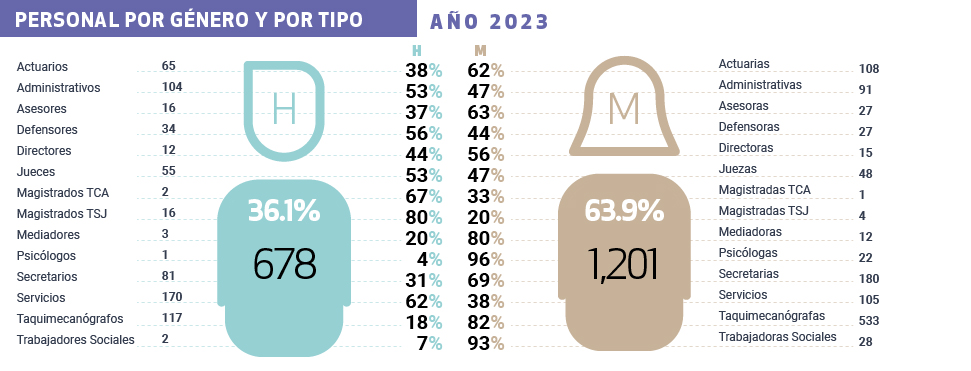 PERSONAL POR GÉNERO Y POR TIPO AÑO 2023
H M
Actuarios 65 38% 62% Actuarias 108
Administrativos 104 53% 47% Administrativas 91
Asesores 16 37% 63% Asesoras 27
Defensores 34 56% 44% Defensoras 27
Directores 12 44% 56% Directoras 15
Jueces 55 53% 47% Juezas 48
Magistrados TCA 2 67% 33% Magistradas TCA 1
Magistrados TSJ 16 80% 20% Magistradas TSJ 4
Mediadores 3 20% 80% Mediadoras 12
Psicólogos 1 4% 96% Psicólogas 22
Secretarios 81 31% 69% Secretarias 180
Servicios 170 62% 38% Servicios 105
Taquimecanógrafos 117 18% 82% Taquimecanógrafas 533
Trabajadores Sociales 2 7% 93% Trabajadoras Sociales 28
H
36.1%
678
M
63.9%
1,201